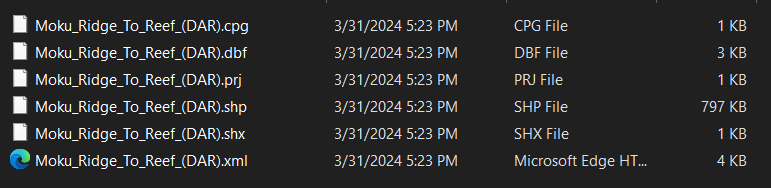 Moku_Ridge_To_Reef_(DAR).cpg 3/31/2024 5:23 PM CPG File 1 KB
Moku_Ridge_To_Reef_(DAR).dbf 3/31/2024 5:23 PM DBF File 3 KB
Moku_Ridge_To_Reef_(DAR).prj 3/31/2024 5:23 PM PRJ File 1 KB
Moku_Ridge_To_Reef_(DAR).shp 3/31/2024 5:23 PM SHP File 797 KB
Moku_Ridge_To_Reef_(DAR).shx 3/31/2024 5:23 PM SHX File 1 KB
Moku_Ridge_To_Reef_(DAR).xml 3/31/2024 5:23 PM Microsoft Edge HT... 4 KB